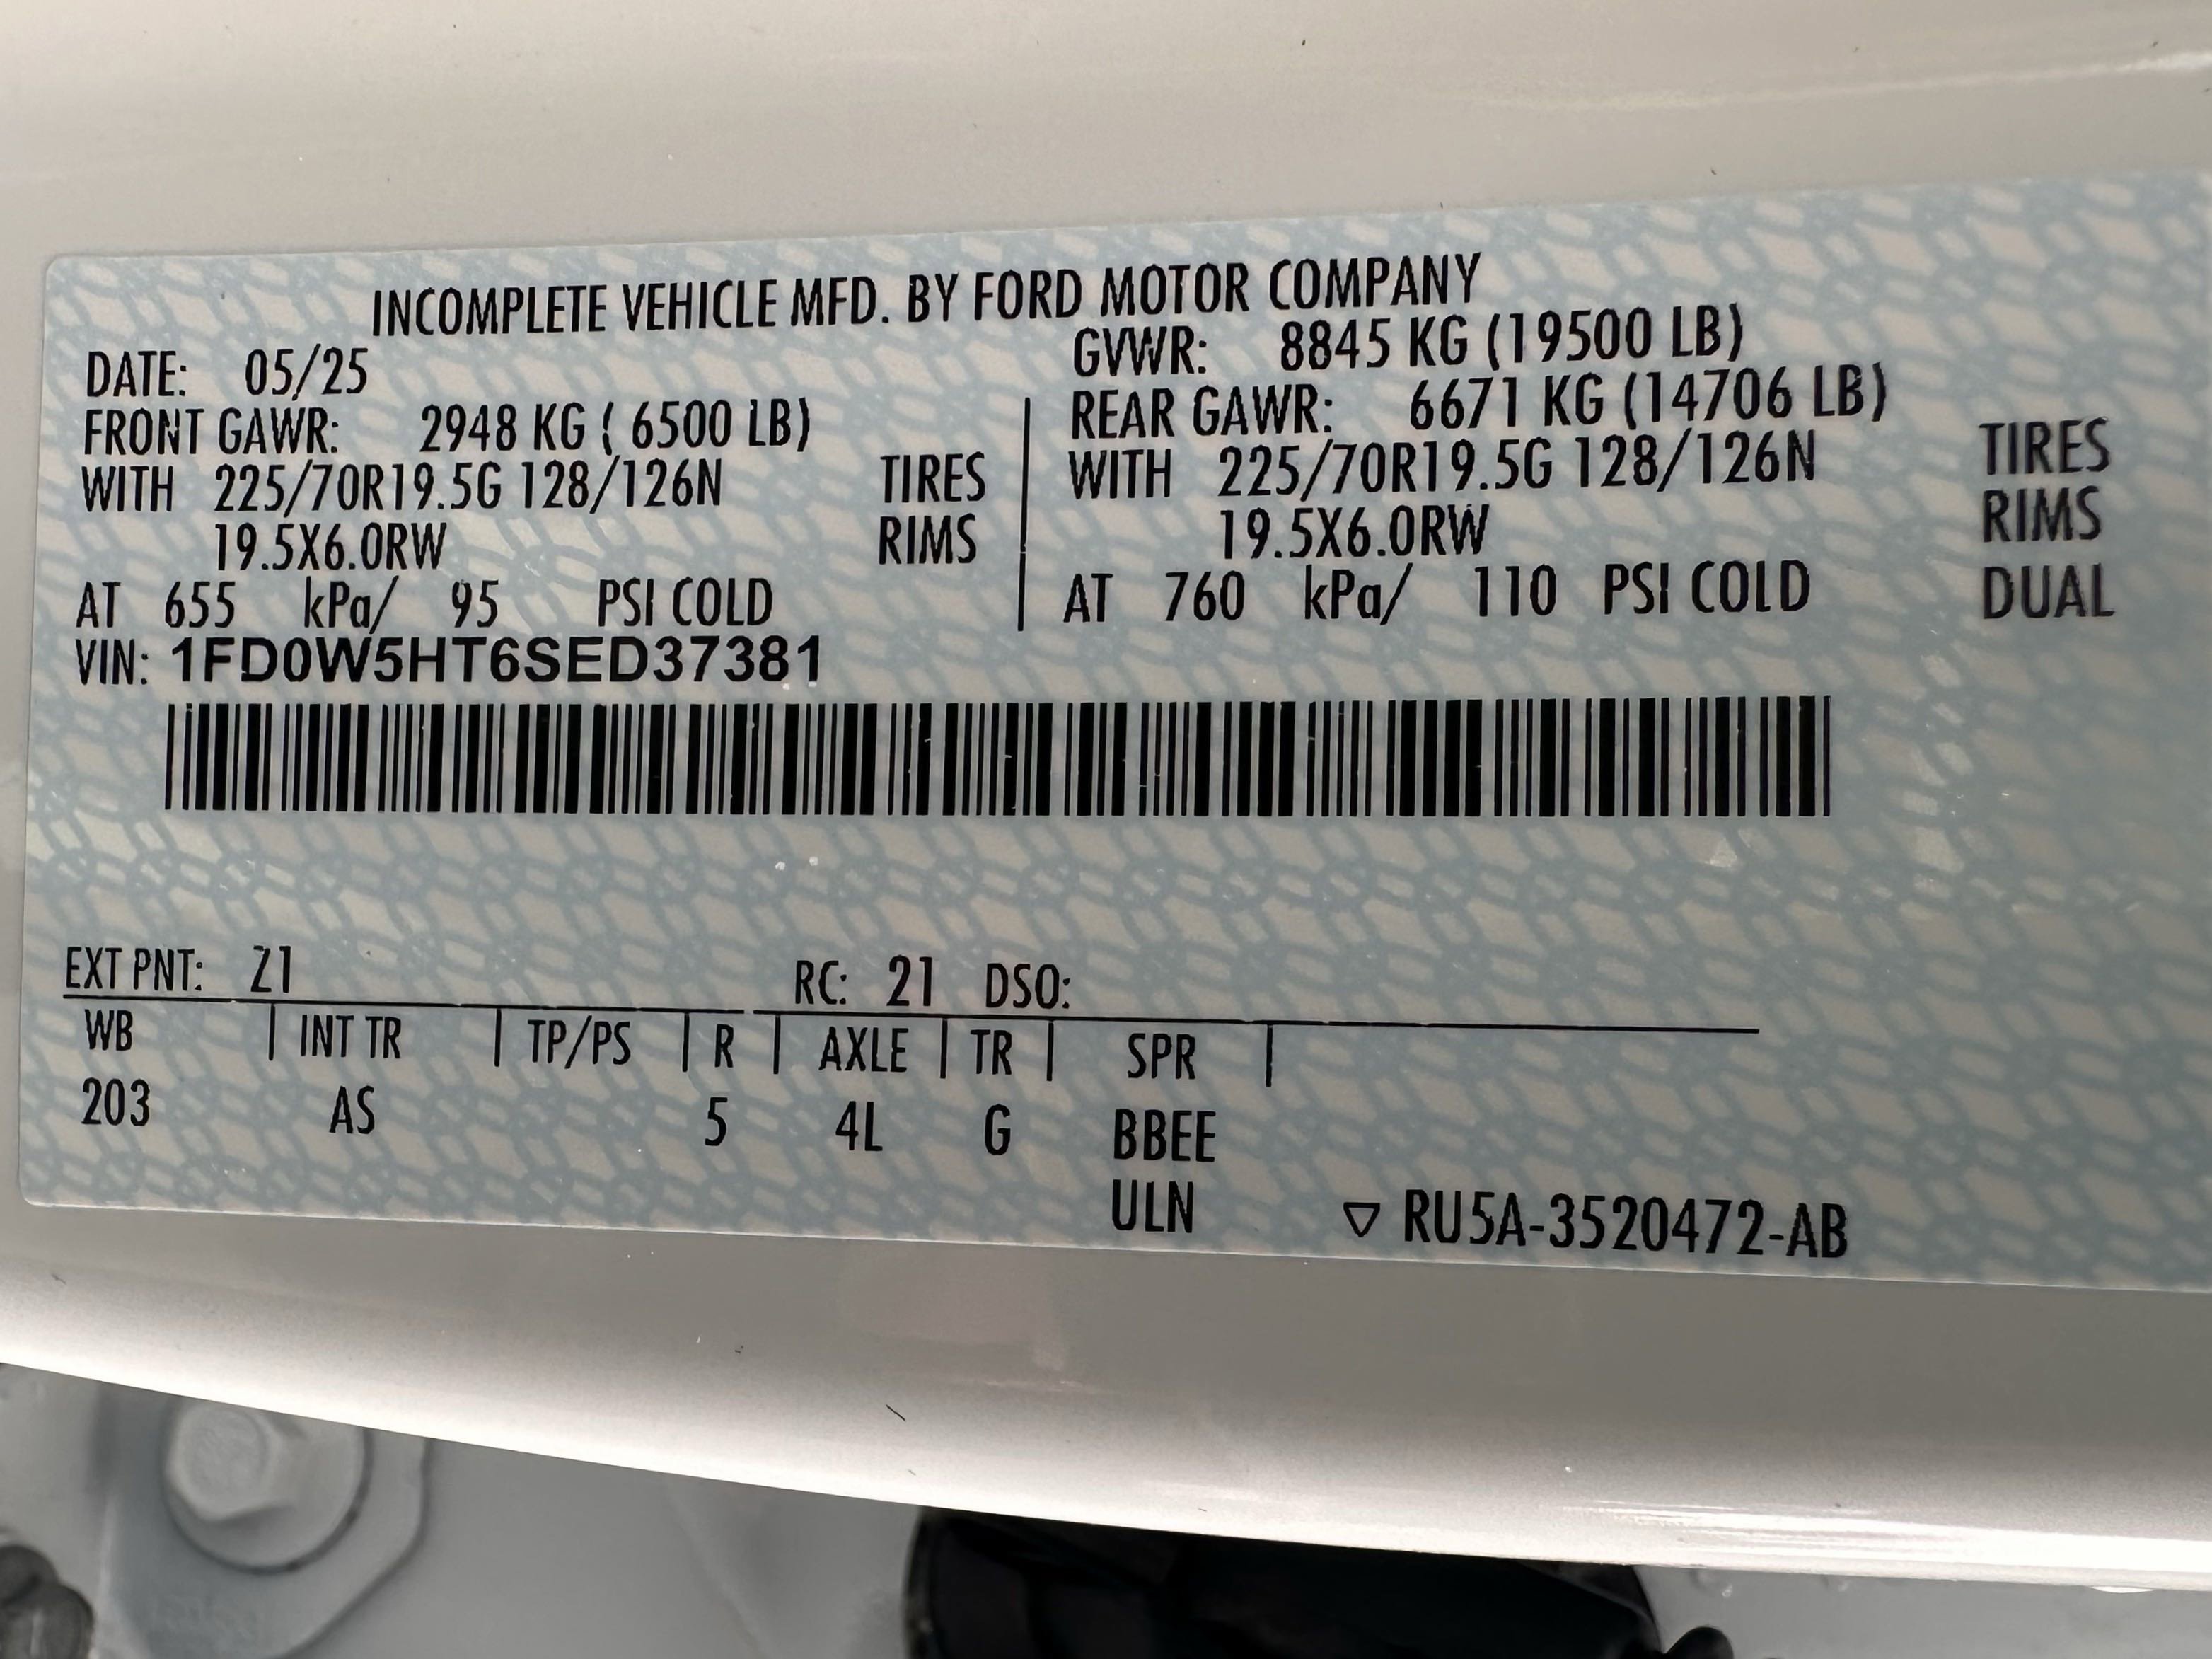 INCOMPLETE VEHICLE MFD. BY FORD MOTOR COMPANY
DATE: 05/25 GVWR: 8845 KG (19500 LB)
FRONT GAWR: 2948 KG ( 6500 LB) REAR GAWR: 6671 KG (14706 LB)
WITH 225/70R19.5G 128/126N TIRES WITH 225/70R19.5G 128/126N TIRES
19.5X6.0RW RIMS 19.5X6.0RW RIMS
AT 655 kPa/ 95 PSI COLD AT 760 kPa/ 110 PSI COLD DUAL
VIN: 1FD0W5HT6SED37381
EXT PNT: Z1 RC: 21 DSO:
WB | INT TR | TP/PS | R | AXLE | TR | SPR |
203 AS 5 4L G BBEE
ULN ▽ RU5A-3520472-AB